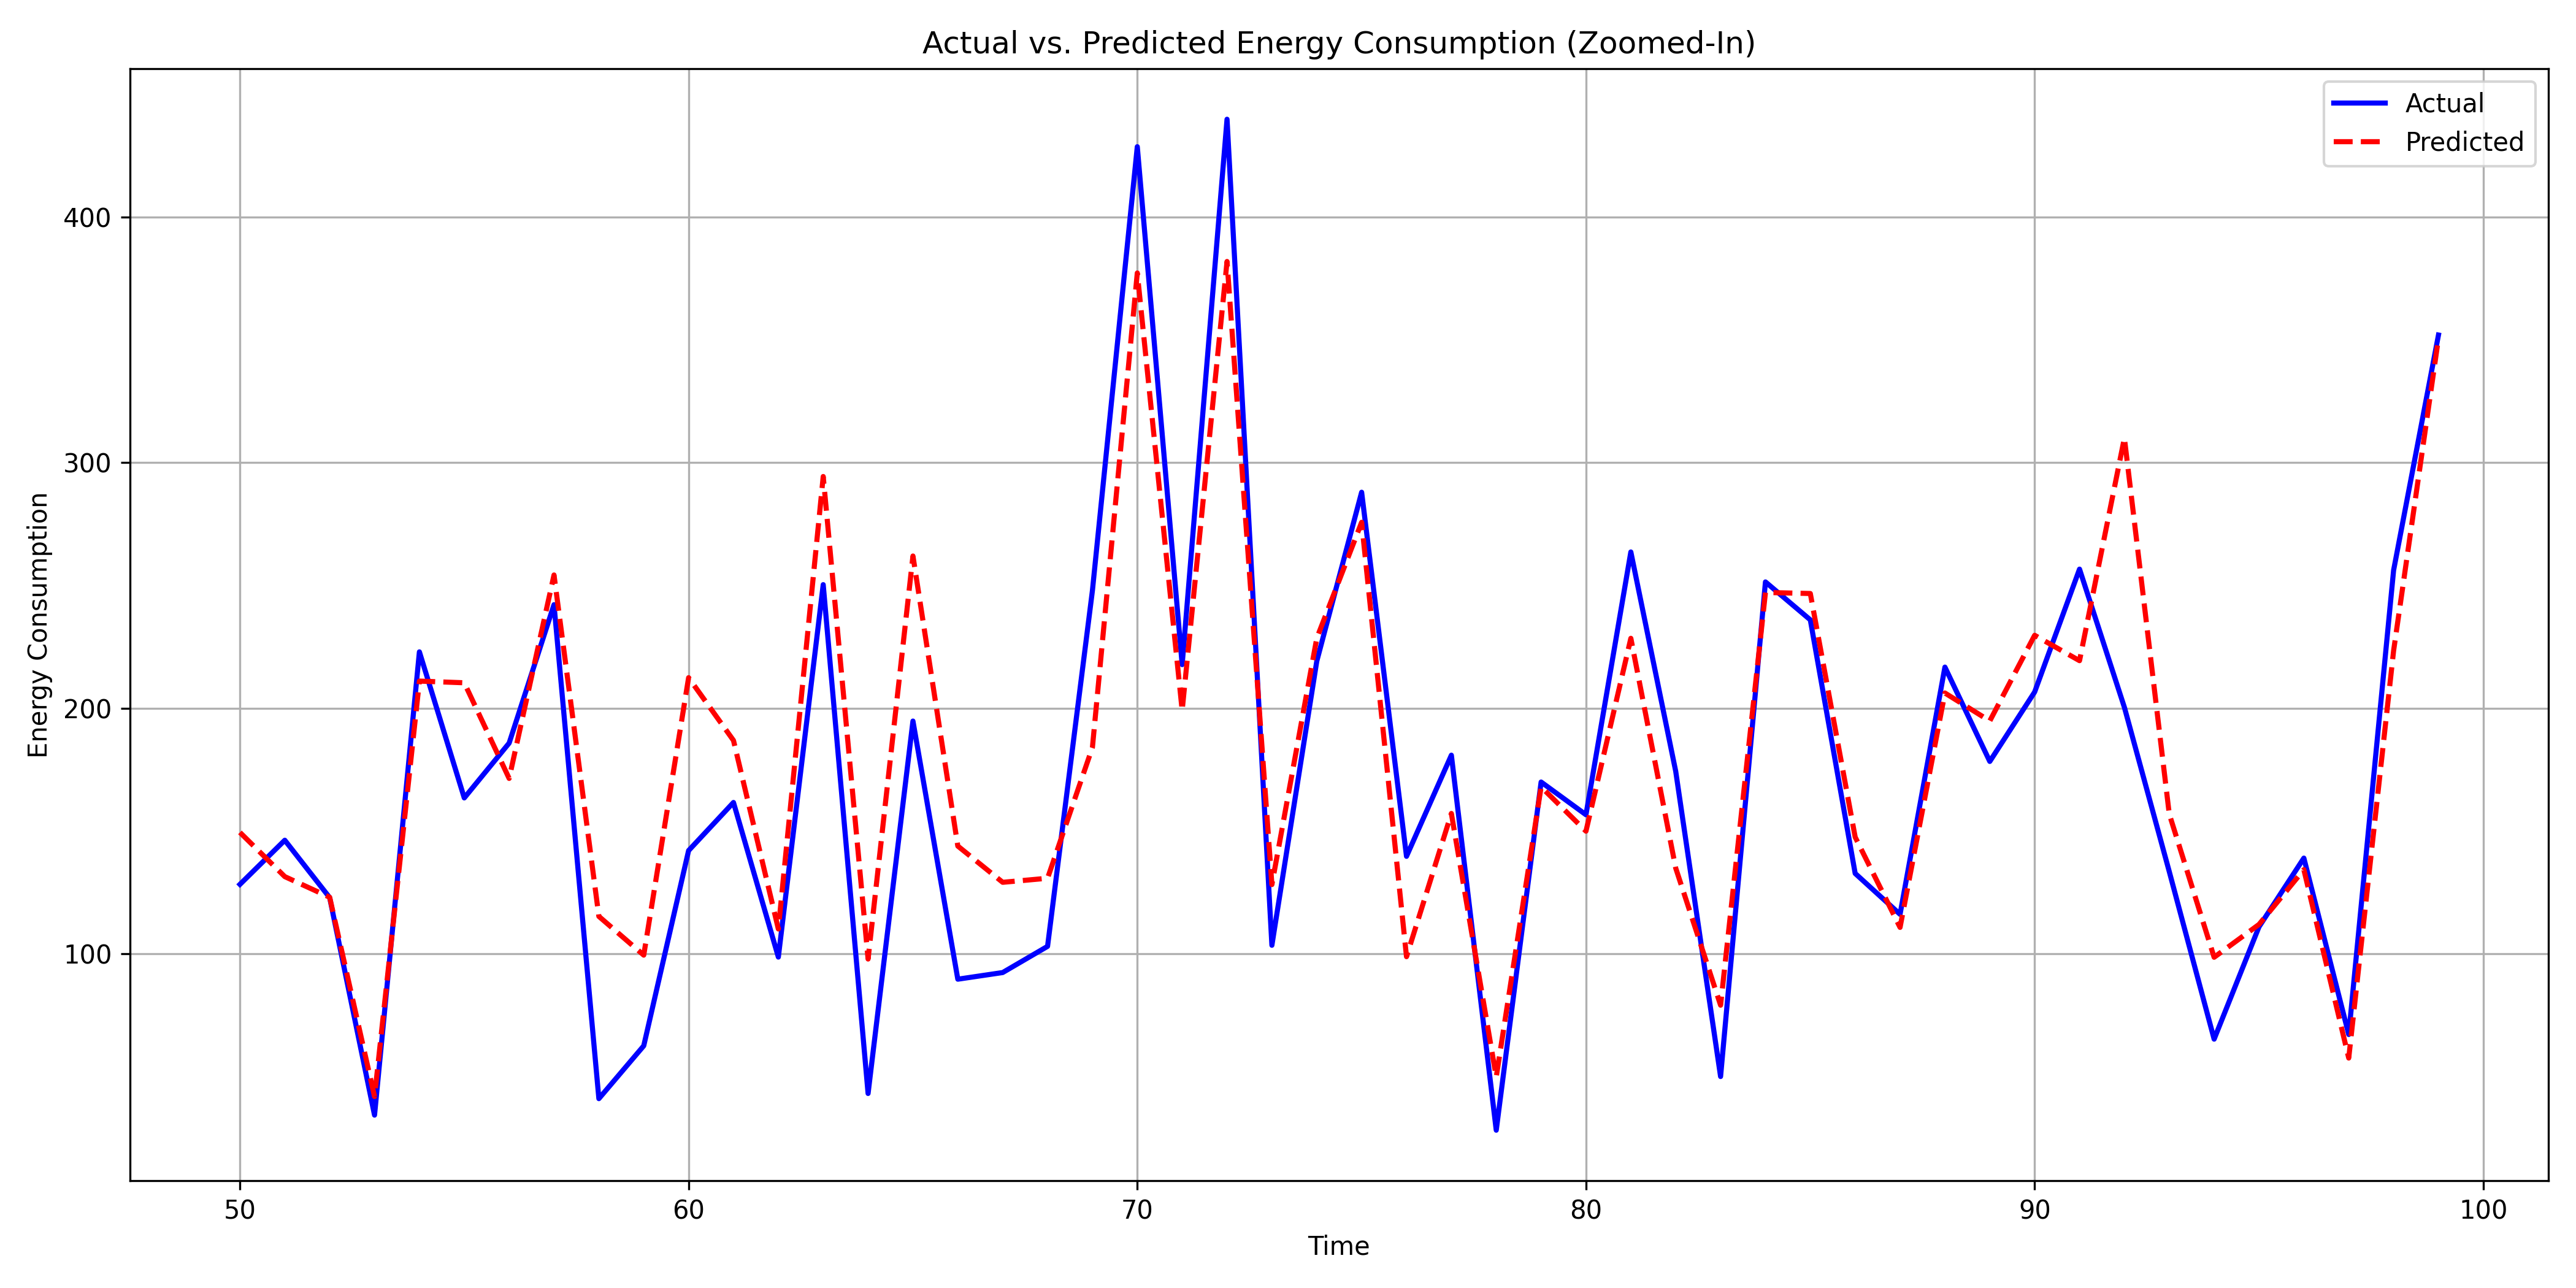 Actual vs. Predicted Energy Consumption (Zoomed-In)
Actual
Predicted
Energy Consumption
400
300
200
100
50
60
70
80
90
100
Time